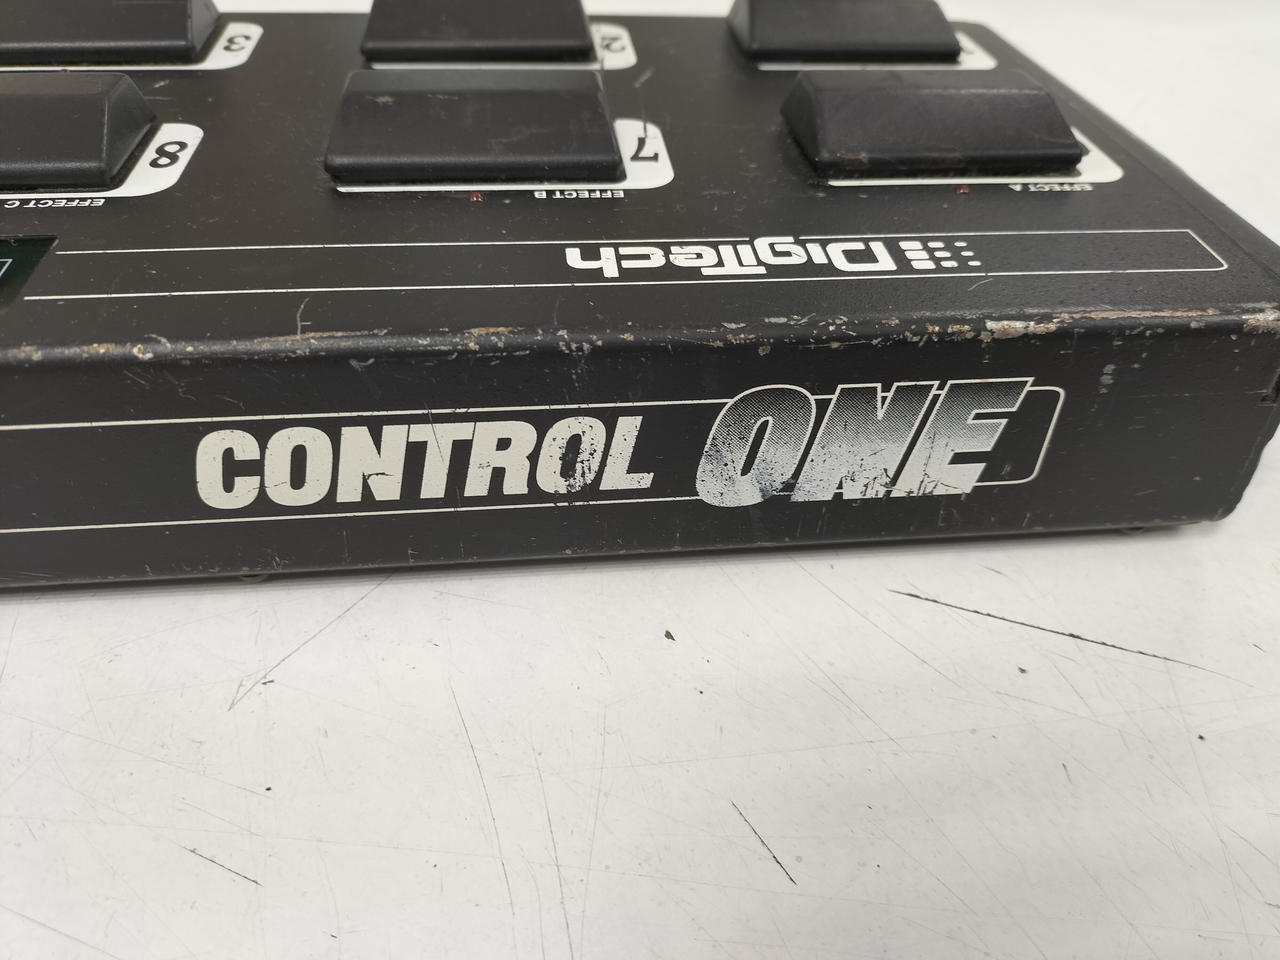 3
2
8
7
EFFECT C
EFFECT B
EFFECT A
DigiTech
CONTROL ONE